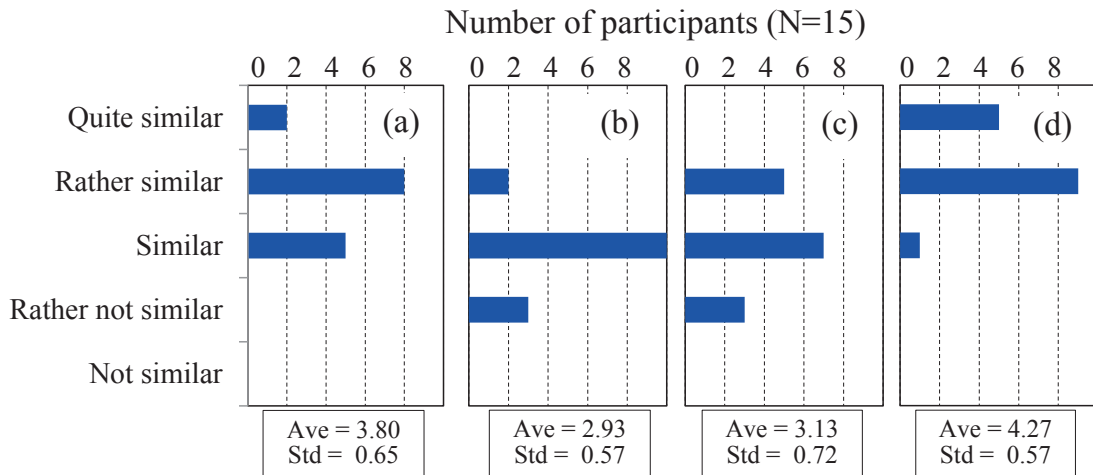 Number of participants (N=15)
0 2 4 6 8 0 2 4 6 8 0 2 4 6 8 0 2 4 6 8
Quite similar (a) (b) (c) (d)
Rather similar
Similar
Rather not similar
Not similar
Ave = 3.80
Std = 0.65
Ave = 2.93
Std = 0.57
Ave = 3.13
Std = 0.72
Ave = 4.27
Std = 0.57